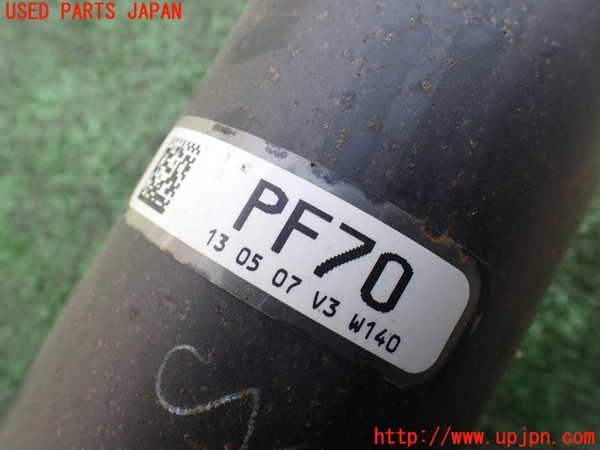 USED PARTS JAPAN
PF70
13 05 07 V3 W140
http://www.upjpn.com/